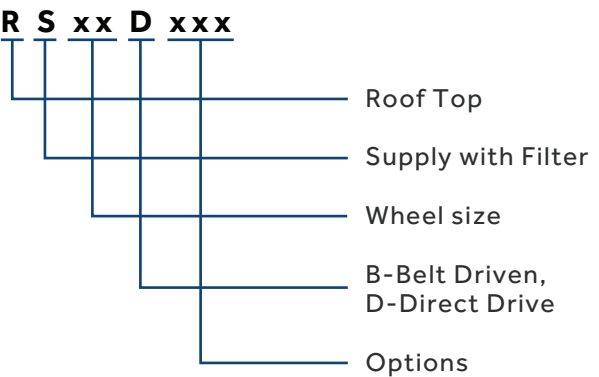 R S xx D xxx
Roof Top
Supply with Filter
Wheel size
B-Belt Driven,
D-Direct Drive
Options